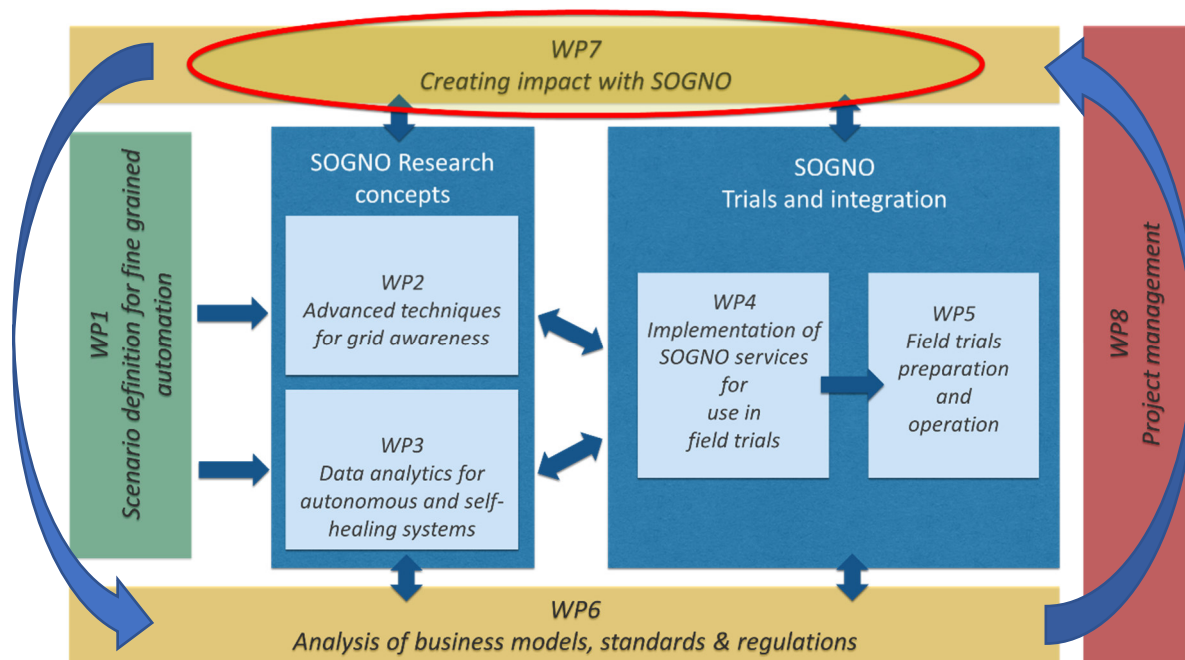 WP7
Creating impact with SOGNO
WP1
Scenario definition for fine grained
automation
SOGNO Research
concepts
WP2
Advanced techniques
for grid awareness
WP3
Data analytics for
autonomous and self-
healing systems
SOGNO
Trials and integration
WP4
Implementation of
SOGNO services
for
use in
field trials
WP5
Field trials
preparation
and
operation
WP8
Project management
WP6
Analysis of business models, standards & regulations